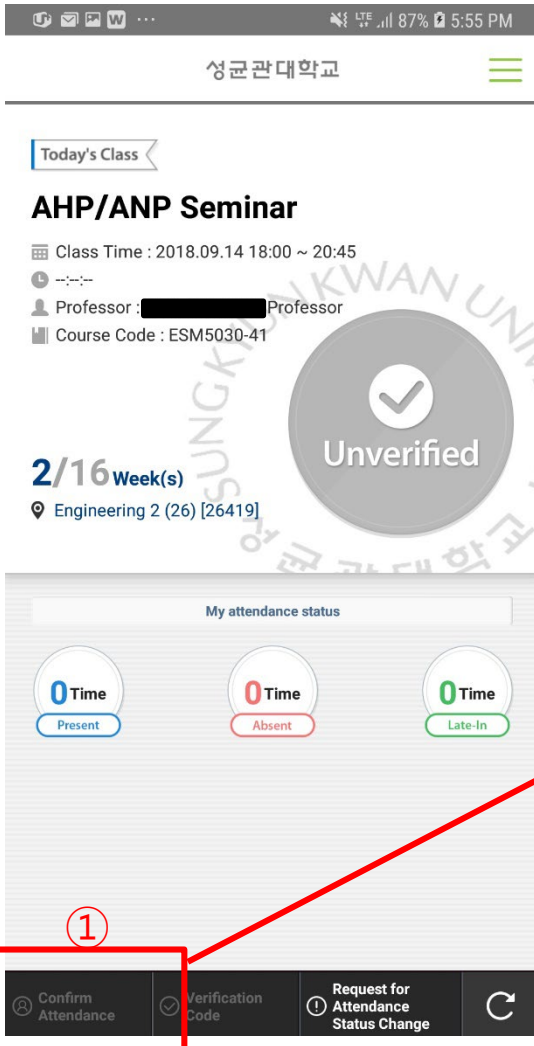 W ... LTE 87% 5:55 PM
성균관대학교
Today's Class
AHP/ANP Seminar
Class Time : 2018.09.14 18:00 ~ 20:45
--:--:--
Professor : Professor
Course Code : ESM5030-41
SUNGKYUNKWAN UNI
Unverified
2/16 Week(s)
Engineering 2 (26) [26419]
성균관대학교
My attendance status
0 Time
Present
0 Time
Absent
0 Time
Late-In
①
Confirm
Attendance
Verification
Code
Request for
Attendance
Status Change